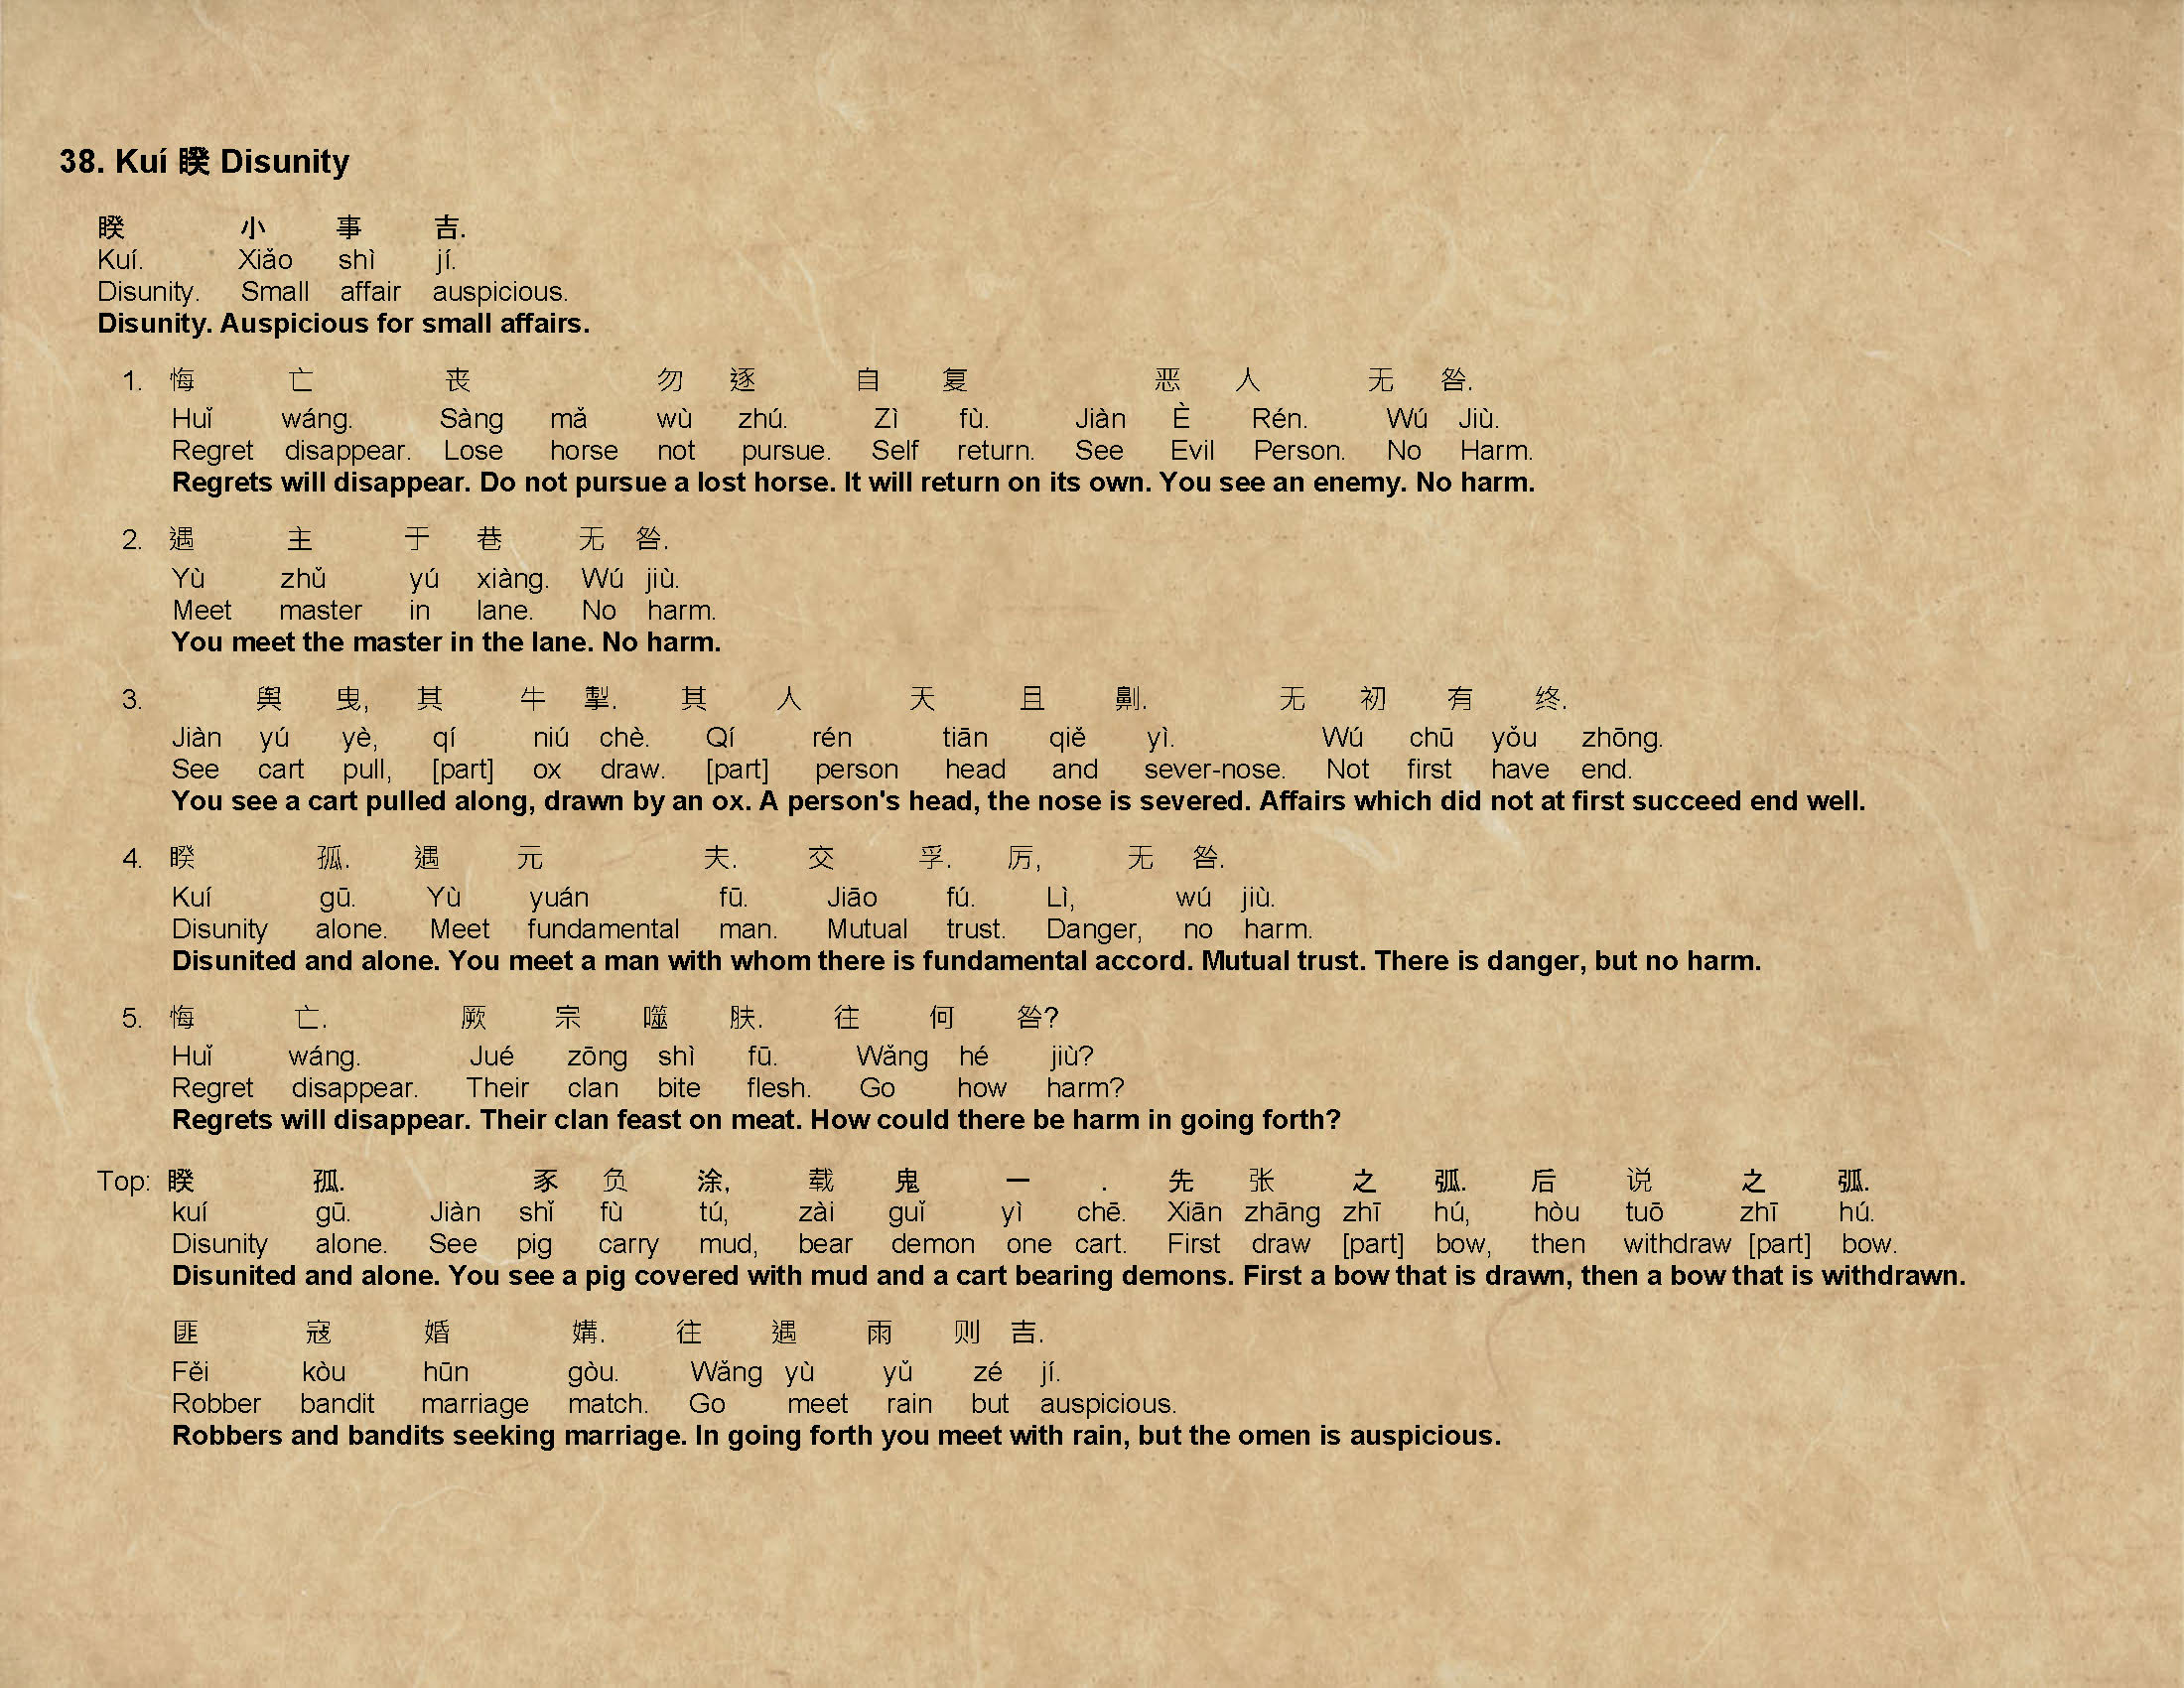 38. Kuí 睽 Disunity
睽 小 事 吉.
Kuí. Xiǎo shì jí.
Disunity. Small affair auspicious.
Disunity. Auspicious for small affairs.
1. 悔 亡 丧 勿 逐 自 复 恶 人 无 咎.
Huǐ wáng. Sàng mǎ wù zhú. Zì fù. Jiàn È Rén. Wú Jiù.
Regret disappear. Lose horse not pursue. Self return. See Evil Person. No Harm.
Regrets will disappear. Do not pursue a lost horse. It will return on its own. You see an enemy. No harm.
2. 遇 主 于 巷 无 咎.
Yù zhǔ yú xiàng. Wú jiù.
Meet master in lane. No harm.
You meet the master in the lane. No harm.
3. 舆 曳, 其 牛 掣. 其 人 天 且 劓. 无 初 有 终.
Jiàn yú yè, qí niú chè. Qí rén tiān qiě yì. Wú chū yǒu zhōng.
See cart pull, [part] ox draw. [part] person head and sever-nose. Not first have end.
You see a cart pulled along, drawn by an ox. A person's head, the nose is severed. Affairs which did not at first succeed end well.
4. 睽 孤. 遇 元 夫. 交 孚. 厉, 无 咎.
Kuí gū. Yù yuán fū. Jiāo fú. Lì, wú jiù.
Disunity alone. Meet fundamental man. Mutual trust. Danger, no harm.
Disunited and alone. You meet a man with whom there is fundamental accord. Mutual trust. There is danger, but no harm.
5. 悔 亡. 厥 宗 噬 肤. 往 何 咎?
Huǐ wáng. Jué zōng shì fū. Wǎng hé jiù?
Regret disappear. Their clan bite flesh. Go how harm?
Regrets will disappear. Their clan feast on meat. How could there be harm in going forth?
Top: 睽 孤. 豕 负 涂, 载 鬼 一 . 先 张 之 弧. 后 说 之 弧.
kuí gū. Jiàn shǐ fù tú, zài guǐ yì chē. Xiān zhāng zhī hú, hòu tuō zhī hú.
Disunity alone. See pig carry mud, bear demon one cart. First draw [part] bow, then withdraw [part] bow.
Disunited and alone. You see a pig covered with mud and a cart bearing demons. First a bow that is drawn, then a bow that is withdrawn.
匪 寇 婚 媾. 往 遇 雨 则 吉.
Fěi kòu hūn gòu. Wǎng yù yǔ zé jí.
Robber bandit marriage match. Go meet rain but auspicious.
Robbers and bandits seeking marriage. In going forth you meet with rain, but the omen is auspicious.